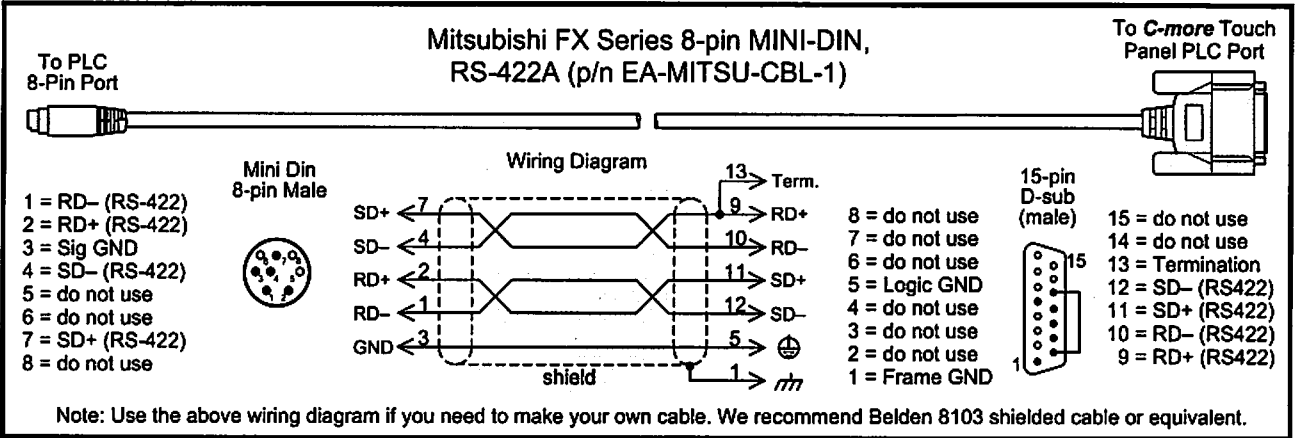 Mitsubishi FX Series 8-pin MINI-DIN,
RS-422A (p/n EA-MITSU-CBL-1)
To PLC
8-Pin Port
To C-more Touch
Panel PLC Port
Wiring Diagram
Mini Din
8-pin Male
1 = RD– (RS-422)
2 = RD+ (RS-422)
3 = Sig GND
4 = SD– (RS-422)
5 = do not use
6 = do not use
7 = SD+ (RS-422)
8 = do not use
6 7 8
3 4 5
1 2
13 Term.
SD+ 7 9 RD+
SD– 4 10 RD–
RD+ 2 11 SD+
RD– 1 12 SD–
GND 3 5
shield 1
8 = do not use
7 = do not use
6 = do not use
5 = Logic GND
4 = do not use
3 = do not use
2 = do not use
1 = Frame GND
15-pin
D-sub
(male)
15
1
15 = do not use
14 = do not use
13 = Termination
12 = SD– (RS422)
11 = SD+ (RS422)
10 = RD– (RS422)
9 = RD+ (RS422)
Note: Use the above wiring diagram if you need to make your own cable. We recommend Belden 8103 shielded cable or equivalent.